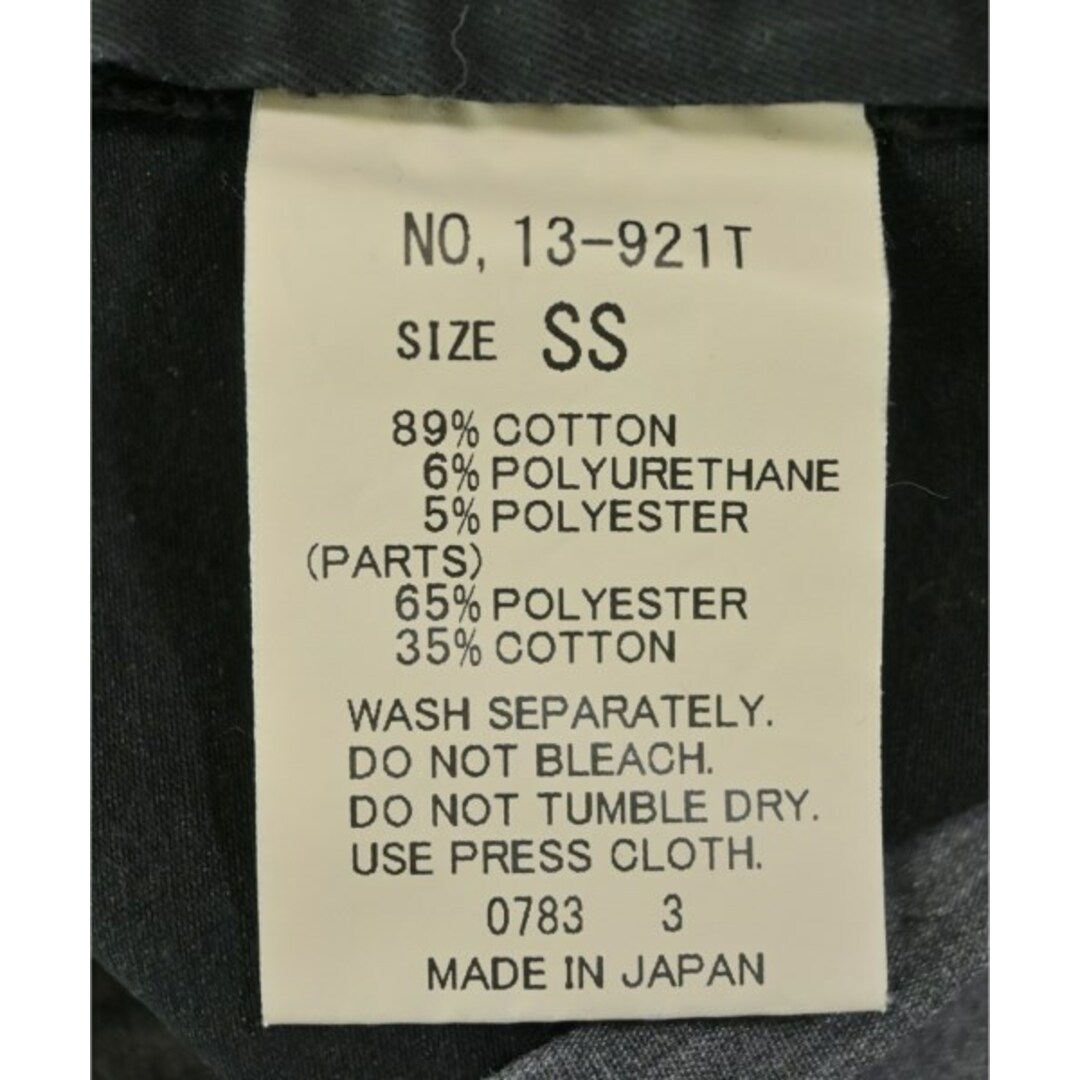 NO, 13-921T
SIZE SS
89% COTTON
6% POLYURETHANE
5% POLYESTER
(PARTS)
65% POLYESTER
35% COTTON
WASH SEPARATELY.
DO NOT BLEACH.
DO NOT TUMBLE DRY.
USE PRESS CLOTH.
0783 3
MADE IN JAPAN